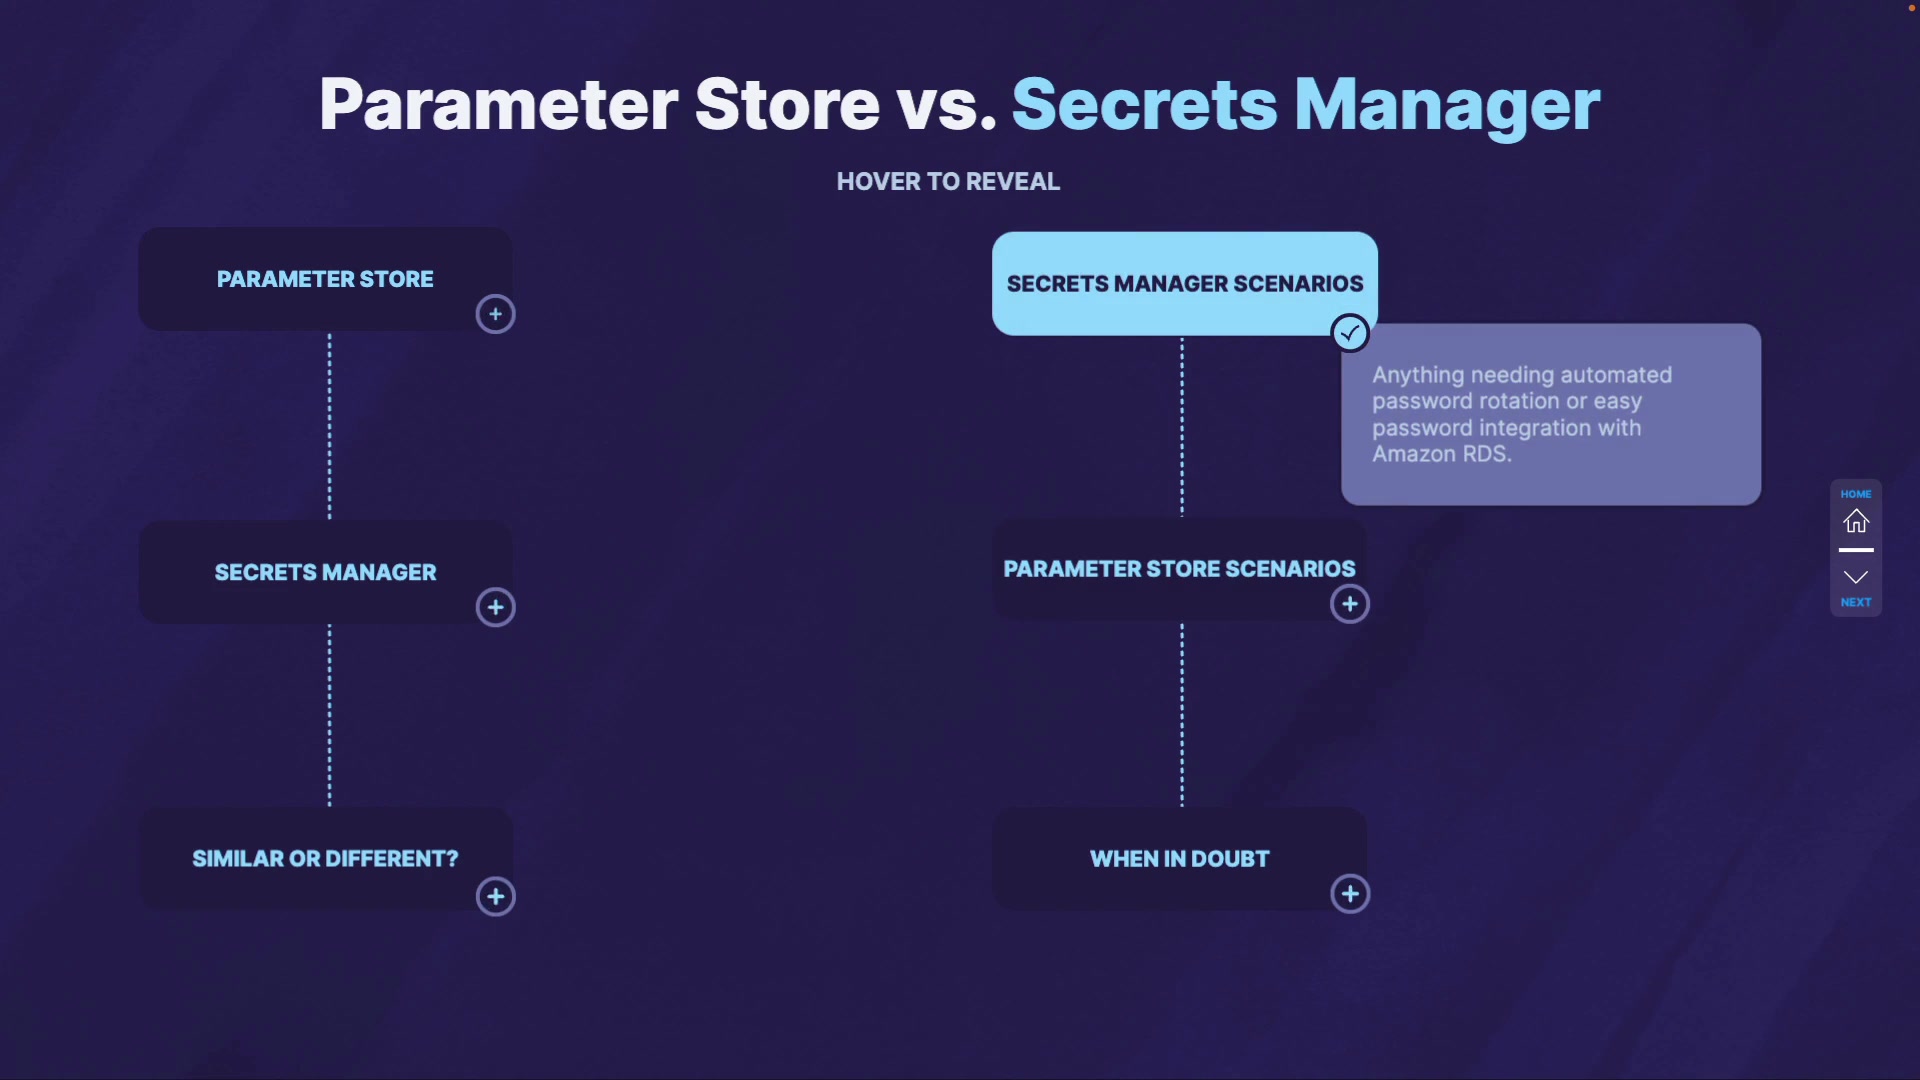 Parameter Store vs. Secrets Manager
HOVER TO REVEAL
PARAMETER STORE
SECRETS MANAGER
SIMILAR OR DIFFERENT?
SECRETS MANAGER SCENARIOS
Anything needing automated
password rotation or easy
password integration with
Amazon RDS.
PARAMETER STORE SCENARIOS
WHEN IN DOUBT
HOME
NEXT